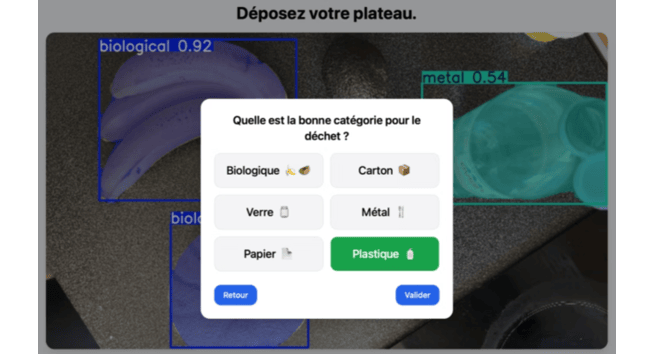 Déposez votre plateau.
biological 0.92
metal 0.54
Quelle est la bonne catégorie pour le
déchet ?
Biologique
Carton
Verre
Métal
Papier
Plastique
biolo
Retour
Valider